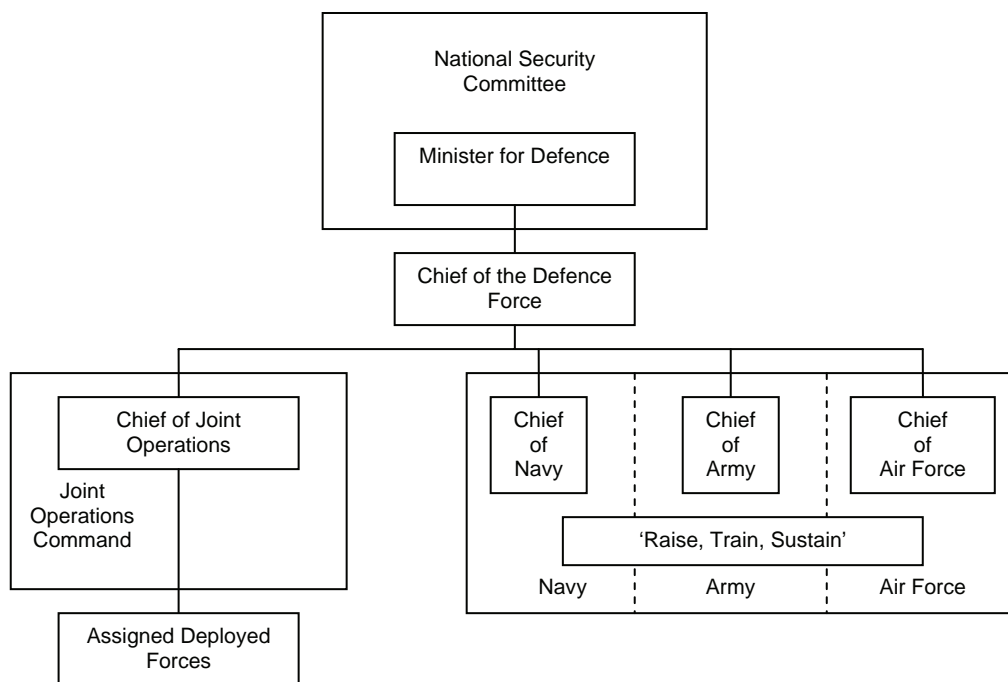 National Security
Committee
Minister for Defence
Chief of the Defence
Force
Chief of Joint
Operations
Joint
Operations
Command
Assigned Deployed
Forces
Chief
of
Navy
Chief
of
Army
Chief
of
Air Force
‘Raise, Train, Sustain’
Navy
Army
Air Force